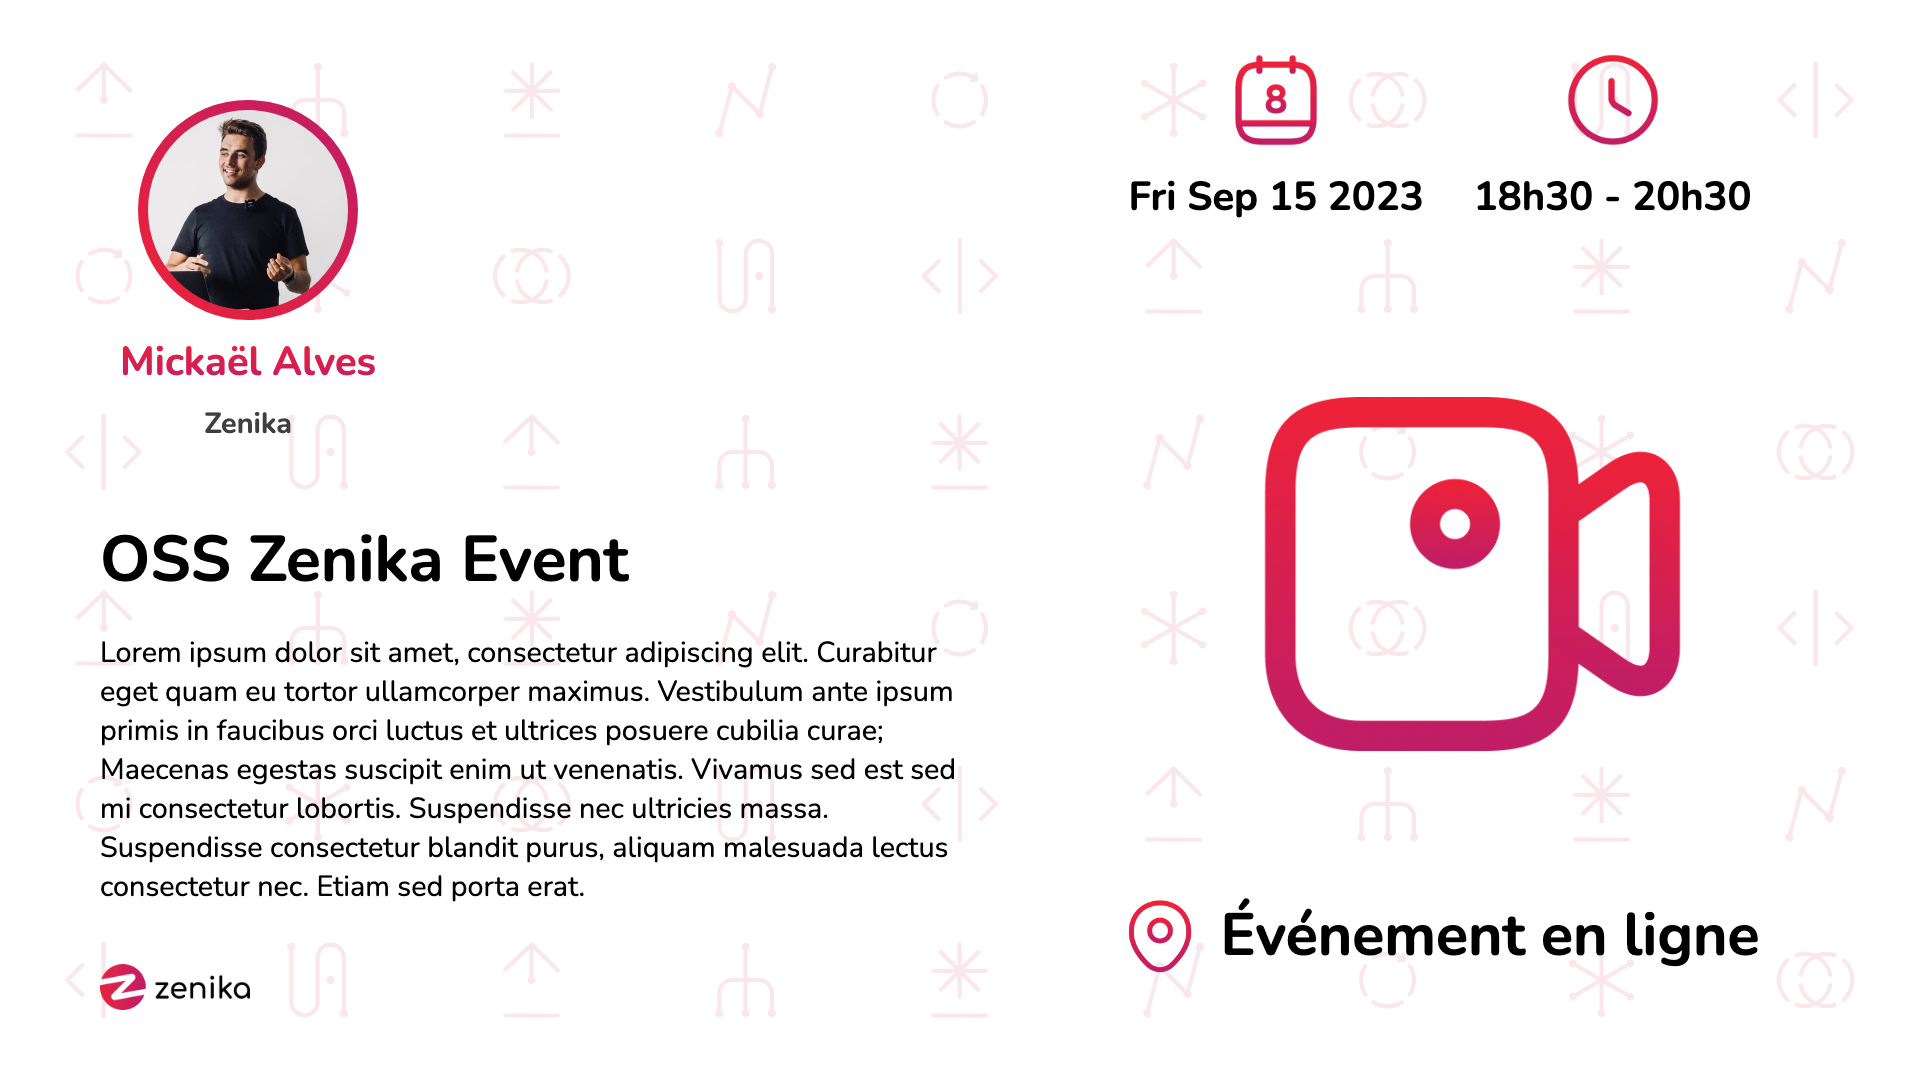 Mickaël Alves
Zenika
OSS Zenika Event
Lorem ipsum dolor sit amet, consectetur adipiscing elit. Curabitur
eget quam eu tortor ullamcorper maximus. Vestibulum ante ipsum
primis in faucibus orci luctus et ultrices posuere cubilia curae;
Maecenas egestas suscipit enim ut venenatis. Vivamus sed est sed
mi consectetur lobortis. Suspendisse nec ultricies massa.
Suspendisse consectetur blandit purus, aliquam malesuada lectus
consectetur nec. Etiam sed porta erat.
zenika
8
Fri Sep 15 2023
18h30 - 20h30
Événement en ligne